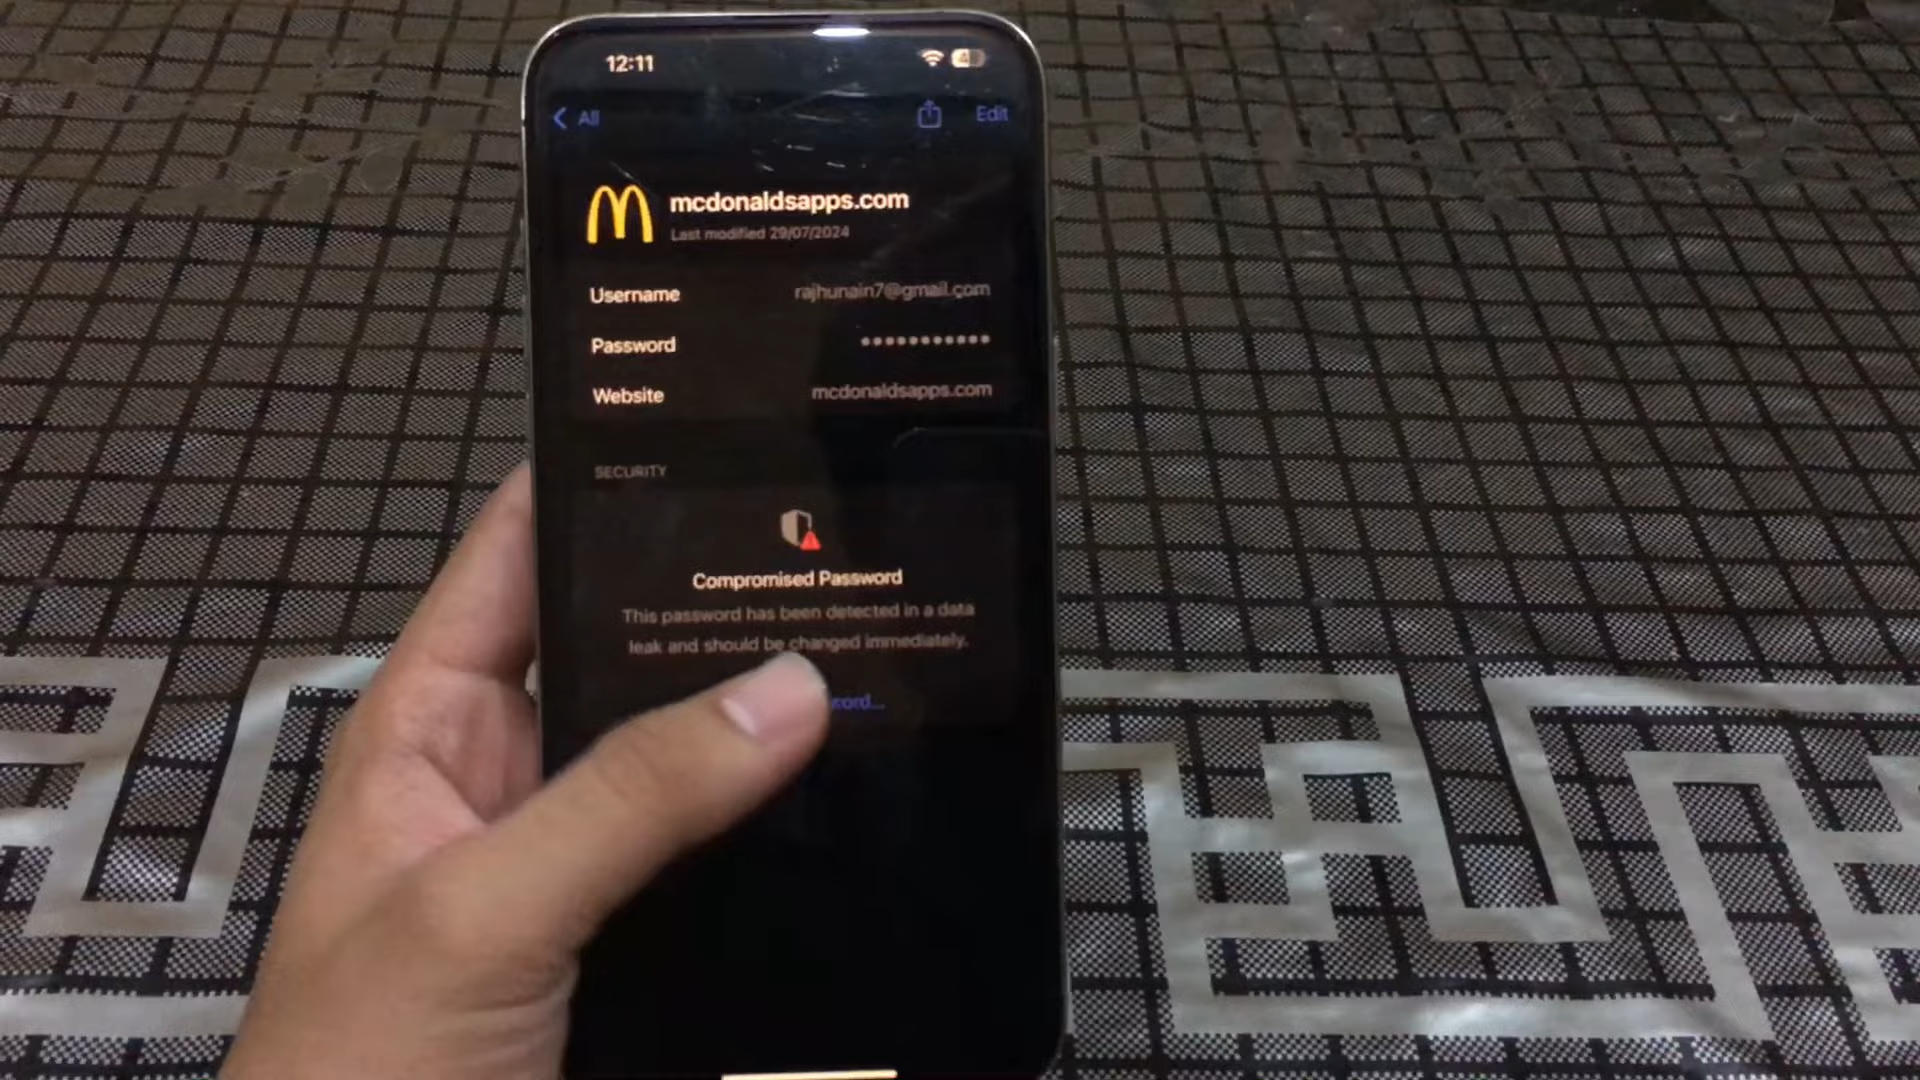 12:11
All
Edit
mcdonaldsapps.com
Last modified 29/07/2024
Username rajhunain7@gmail.com
Password
Website mcdonaldsapps.com
SECURITY
Compromised Password
This password has been detected in a data
leak and should be changed immediately.